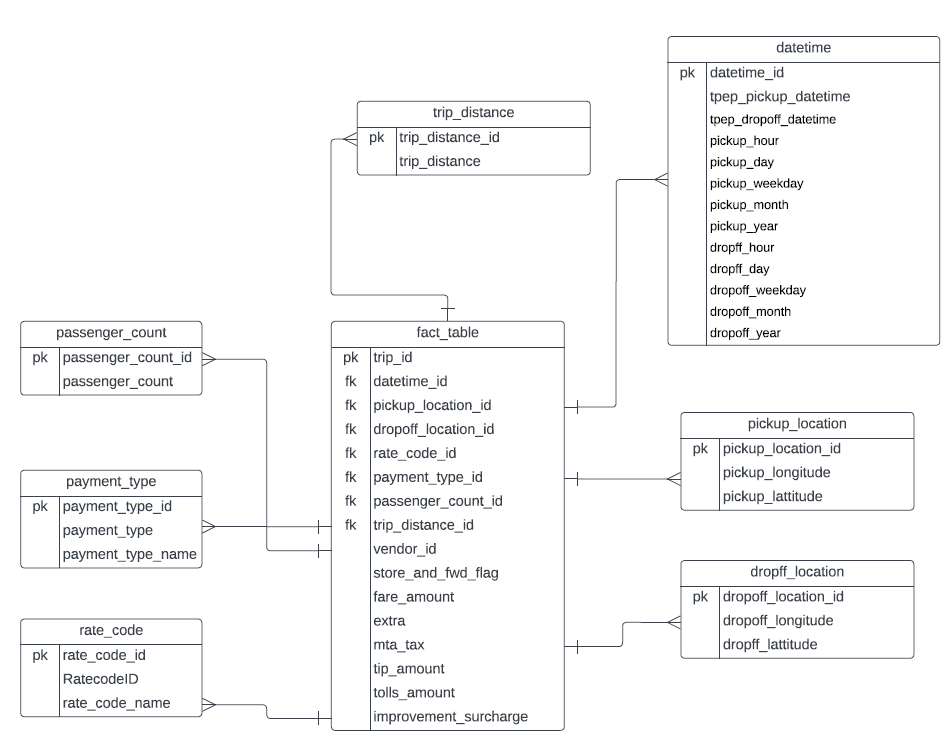 datetime
pk datetime_id
tpep_pickup_datetime
tpep_dropoff_datetime
pickup_hour
pickup_day
pickup_weekday
pickup_month
pickup_year
dropff_hour
dropff_day
dropoff_weekday
dropoff_month
dropoff_year
trip_distance
pk trip_distance_id
trip_distance
passenger_count
pk passenger_count_id
passenger_count
payment_type
pk payment_type_id
payment_type
payment_type_name
rate_code
pk rate_code_id
RatecodeID
rate_code_name
fact_table
pk trip_id
fk datetime_id
fk pickup_location_id
fk dropoff_location_id
fk rate_code_id
fk payment_type_id
fk passenger_count_id
fk trip_distance_id
vendor_id
store_and_fwd_flag
fare_amount
extra
mta_tax
tip_amount
tolls_amount
improvement_surcharge
pickup_location
pk pickup_location_id
pickup_longitude
pickup_lattitude
dropff_location
pk dropoff_location_id
dropoff_longitude
dropff_lattitude